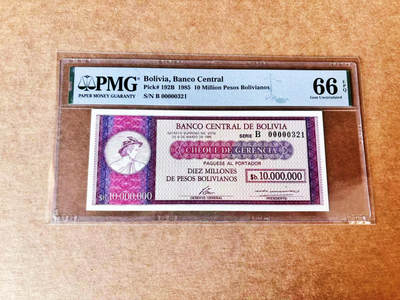 PMG
PAPER MONEY GUARANTY
Bolivia, Banco Central
Pick# 192B 1985 10 Million Pesos Bolivianos
S/N B 00000321
66 EPQ
Gem Uncirculated
BANCO CENTRAL DE BOLIVIA
SERIE B 00000321
CHEQUE DE GERENCIA
PAGUESE AL PORTADOR
DIEZ MILLONES
DE PESOS BOLIVIANOS
$b. 10.000.000
$b 10.000.000
GERENTE GENERAL
PRESIDENTE